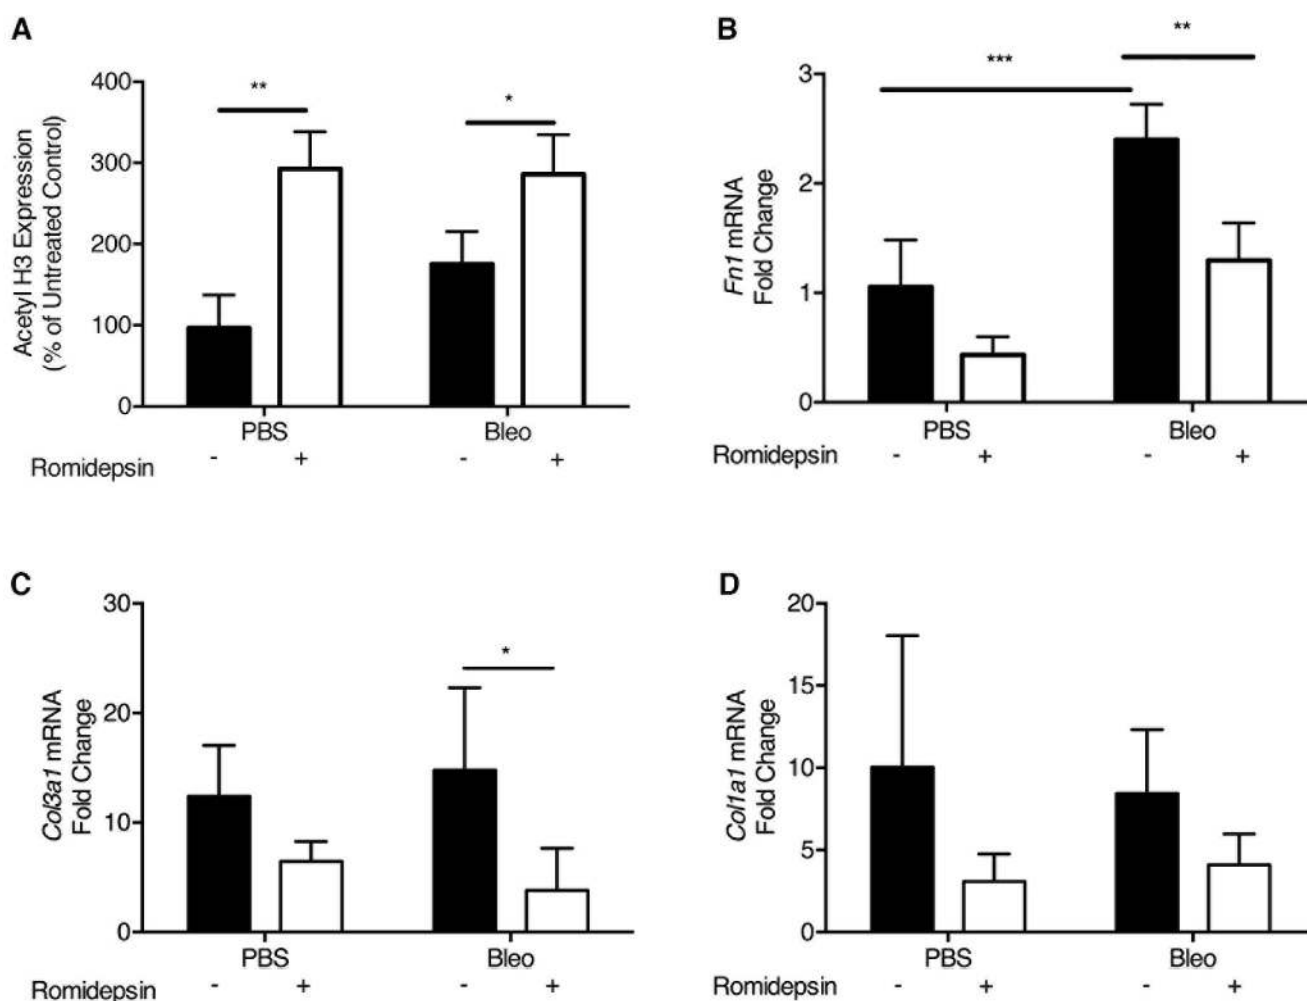 A
Acetyl H3 Expression
(% of Untreated Control)
400
300
200
100
0
**
*
PBS
Bleo
Romidepsin - + - +
B
Fn1 mRNA
Fold Change
3
2
1
0
***
**
PBS
Bleo
Romidepsin - + - +
C
Col3a1 mRNA
Fold Change
30
20
10
0
*
PBS
Bleo
Romidepsin - + - +
D
Col1a1 mRNA
Fold Change
20
15
10
5
0
PBS
Bleo
Romidepsin - + - +